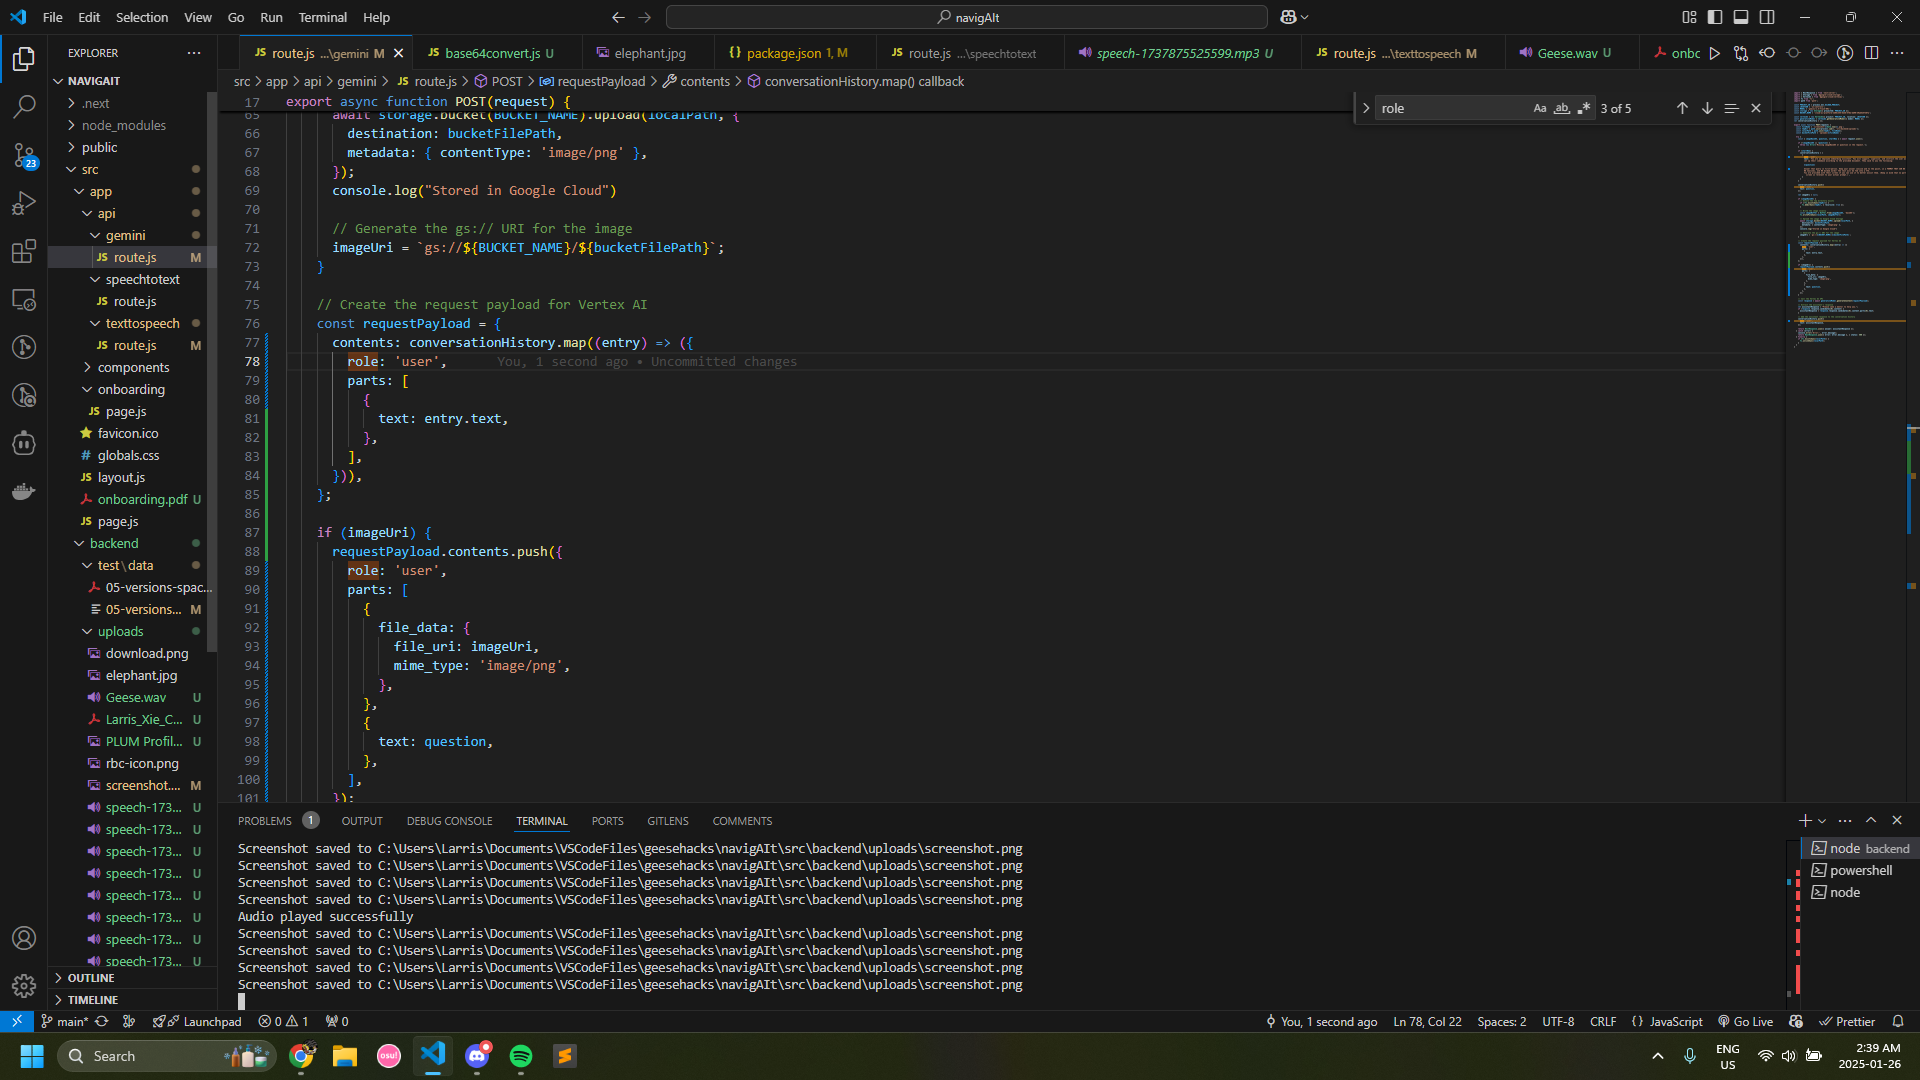 File Edit Selection View Go Run Terminal Help
navigAIt
EXPLORER
route.js ...\gemini M
base64convert.js U
elephant.jpg
package.json 1, M
route.js ...\speechtotext
speech-1737875525599.mp3 U
route.js ...\texttospeech M
Geese.wav U
onbc
src > app > api > gemini > JS route.js > POST > requestPayload > contents > conversationHistory.map() callback
role
Aa ab 3 of 5
NAVIGAIT
.next
node_modules
public
src
app
api
gemini
JS route.js M
speechtotext
JS route.js
texttospeech
JS route.js M
components
onboarding
JS page.js
favicon.ico
# globals.css
JS layout.js
onboarding.pdf U
JS page.js
backend
test\data
05-versions-spac...
05-versions... M
uploads
download.png
elephant.jpg
Geese.wav U
Larris_Xie_C... U
PLUM Profil... U
rbc-icon.png
screenshot.... M
speech-173... U
speech-173... U
speech-173... U
speech-173... U
speech-173... U
speech-173... U
speech-173... U
speech-173... U
OUTLINE
TIMELINE
23
17 export async function POST(request) {
65 await storage.bucket(BUCKET_NAME).upload(localPath, {
66 destination: bucketFilePath,
67 metadata: { contentType: 'image/png' },
68 });
69 console.log("Stored in Google Cloud")
70
71 // Generate the gs:// URI for the image
72 imageUri = `gs://${BUCKET_NAME}/${bucketFilePath}`;
73 }
74
75 // Create the request payload for Vertex AI
76 const requestPayload = {
77 contents: conversationHistory.map((entry) => ({
78 role: 'user', You, 1 second ago • Uncommitted changes
79 parts: [
80 {
81 text: entry.text,
82 },
83 ],
84 })),
85 };
86
87 if (imageUri) {
88 requestPayload.contents.push({
89 role: 'user',
90 parts: [
91 {
92 file_data: {
93 file_uri: imageUri,
94 mime_type: 'image/png',
95 },
96 },
97 {
98 text: question,
99 },
100 ],
101 });
PROBLEMS 1 OUTPUT DEBUG CONSOLE TERMINAL PORTS GITLENS COMMENTS
Screenshot saved to C:\Users\Larris\Documents\VSCodeFiles\geesehacks\navigAIt\src\backend\uploads\screenshot.png
Screenshot saved to C:\Users\Larris\Documents\VSCodeFiles\geesehacks\navigAIt\src\backend\uploads\screenshot.png
Screenshot saved to C:\Users\Larris\Documents\VSCodeFiles\geesehacks\navigAIt\src\backend\uploads\screenshot.png
Screenshot saved to C:\Users\Larris\Documents\VSCodeFiles\geesehacks\navigAIt\src\backend\uploads\screenshot.png
Audio played successfully
Screenshot saved to C:\Users\Larris\Documents\VSCodeFiles\geesehacks\navigAIt\src\backend\uploads\screenshot.png
Screenshot saved to C:\Users\Larris\Documents\VSCodeFiles\geesehacks\navigAIt\src\backend\uploads\screenshot.png
Screenshot saved to C:\Users\Larris\Documents\VSCodeFiles\geesehacks\navigAIt\src\backend\uploads\screenshot.png
Screenshot saved to C:\Users\Larris\Documents\VSCodeFiles\geesehacks\navigAIt\src\backend\uploads\screenshot.png
node backend
powershell
node
main* Launchpad 0 1 0
You, 1 second ago Ln 78, Col 22 Spaces: 2 UTF-8 CRLF {} JavaScript Go Live Prettier
Search
osu!
ENG
US
2:39 AM
2025-01-26